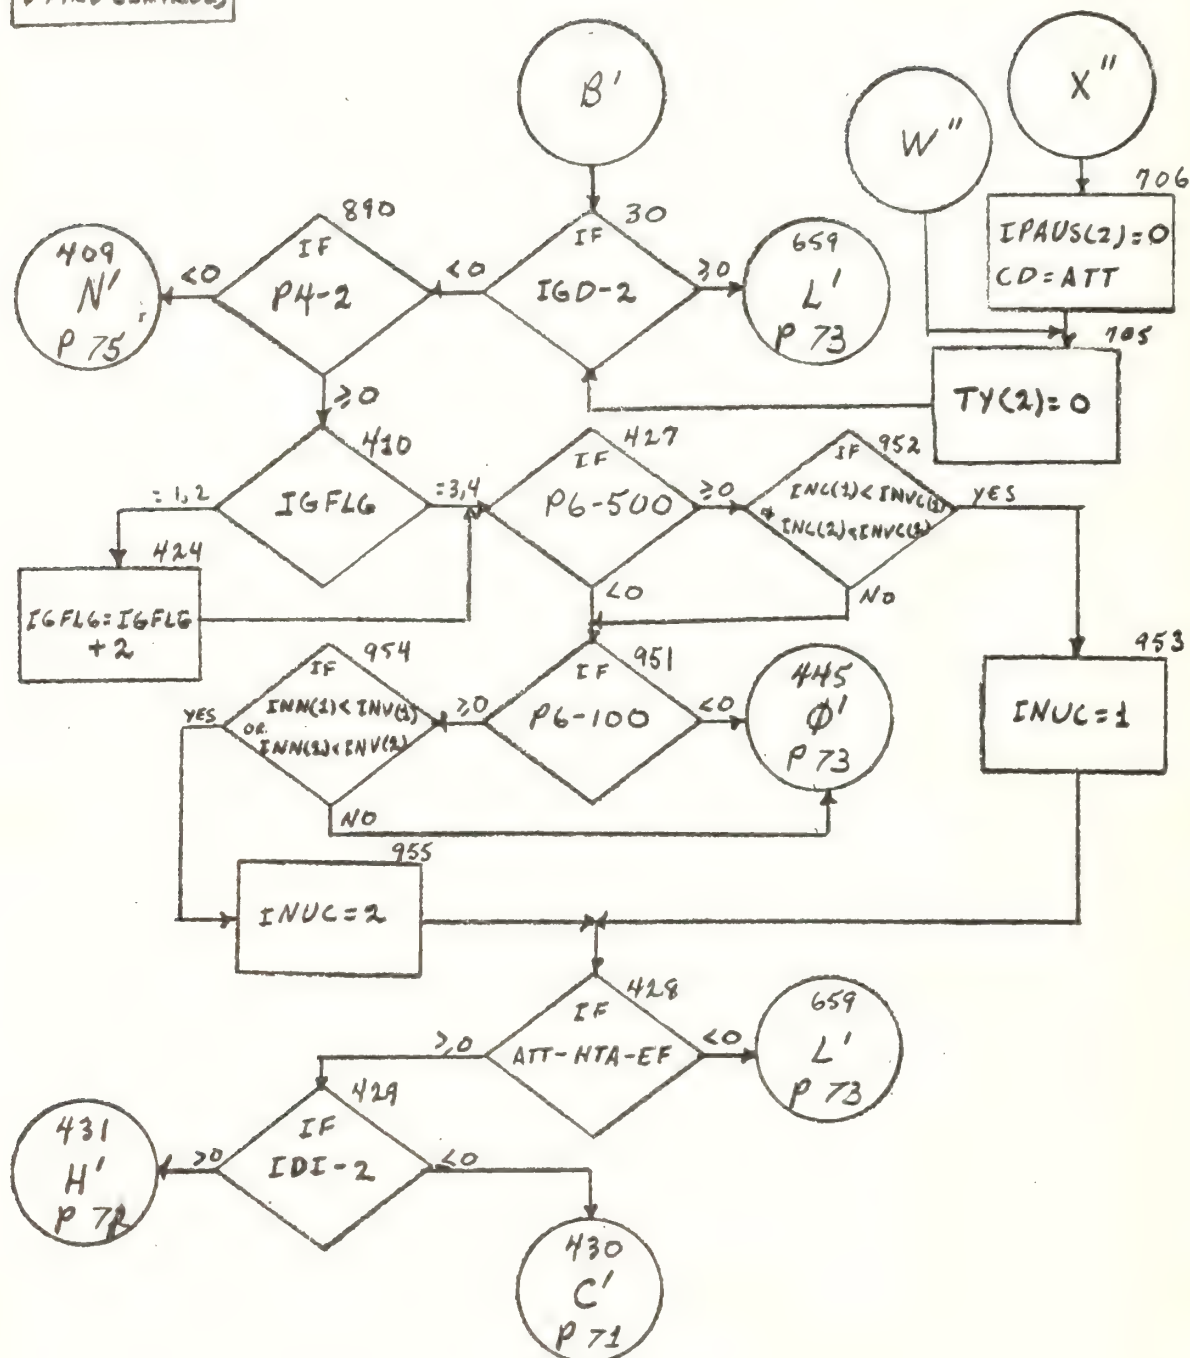 B'
W"
X"
706
IPAUS(2)=0
CD=ATT
705
TY(2)=0
30
IF
IGD-2
<0
≥0
659
L'
P 73
890
IF
P4-2
<0
≥0
409
N'
P 75
410
IGFLG
=1,2
=3,4
424
IGFLG=IGFLG
+2
427
IF
P6-500
≥0
<0
952
IF
INC(1)<INVC(1)
YES
NO
953
INUC=1
951
IF
P6-100
≥0
<0
445
Ø'
P 73
954
IF
INN(1)<INV(1)
OR
INN(2)<INV(2)
YES
NO
955
INUC=2
428
IF
ATT-HTA-EF
≥0
<0
659
L'
P 73
429
IF
IDI-2
≥0
<0
431
H'
430
C'
P 71